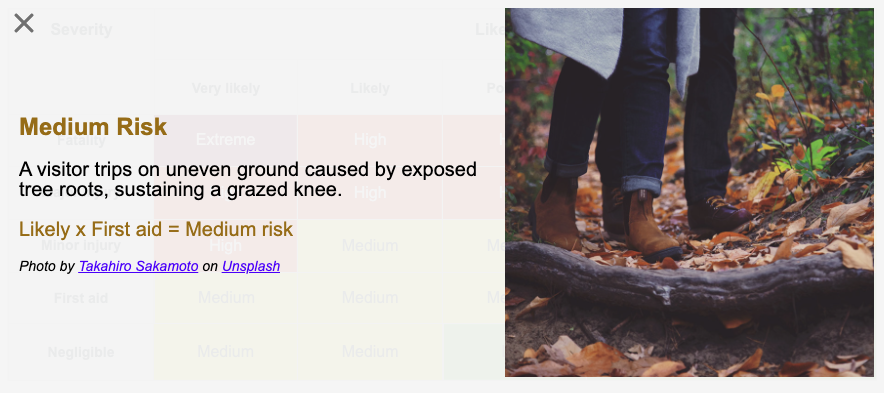 Severity
Like
Very likely
Likely
Po
Medium Risk
Fatality
Extreme
High
H
A visitor trips on uneven ground caused by exposed
tree roots, sustaining a grazed knee.
High
Likely x First aid = Medium risk
Minor injury
High
Medium
Me
Photo by Takahiro Sakamoto on Unsplash
First aid
Medium
Medium
Me
Negligible
Medium
Medium